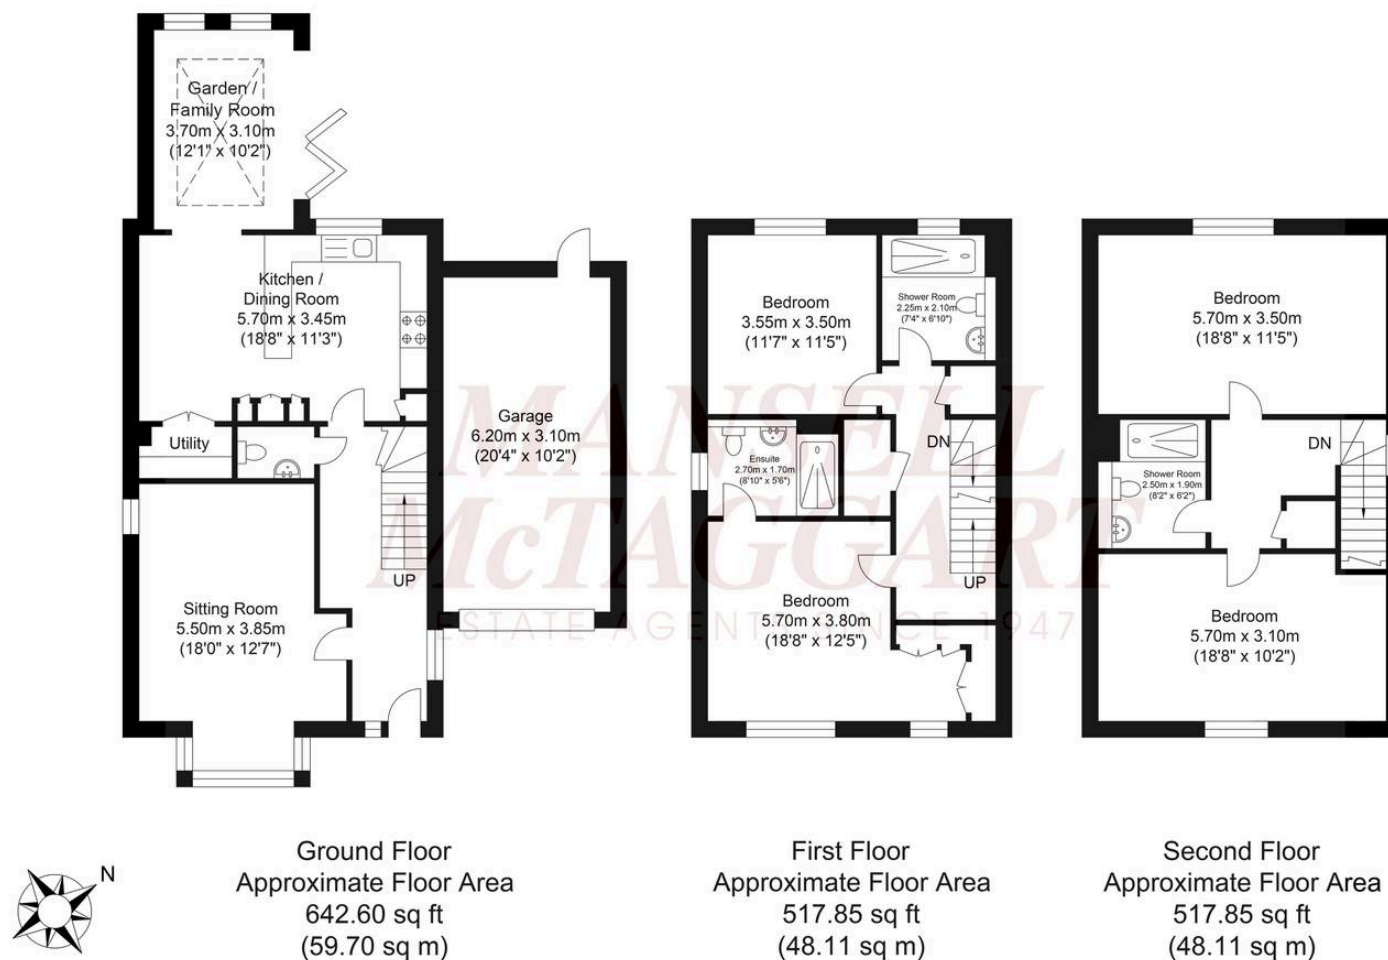 Garden /
Family Room
3.70m x 3.10m
(12'1" x 10'2")
Kitchen /
Dining Room
5.70m x 3.45m
(18'8" x 11'3")
Utility
Garage
6.20m x 3.10m
(20'4" x 10'2")
Sitting Room
5.50m x 3.85m
(18'0" x 12'7")
UP
Bedroom
3.55m x 3.50m
(11'7" x 11'5")
Shower Room
2.25m x 2.10m
(7'4" x 6'10")
Ensuite
2.70m x 1.70m
(8'10" x 5'6")
DN
UP
Bedroom
5.70m x 3.80m
(18'8" x 12'5")
Bedroom
5.70m x 3.50m
(18'8" x 11'5")
DN
Shower Room
2.50m x 1.90m
(8'2" x 6'2")
Bedroom
5.70m x 3.10m
(18'8" x 10'2")
MANSELL
McTAGGART
ESTATE AGENTS SINCE 1947
N
Ground Floor
Approximate Floor Area
642.60 sq ft
(59.70 sq m)
First Floor
Approximate Floor Area
517.85 sq ft
(48.11 sq m)
Second Floor
Approximate Floor Area
517.85 sq ft
(48.11 sq m)